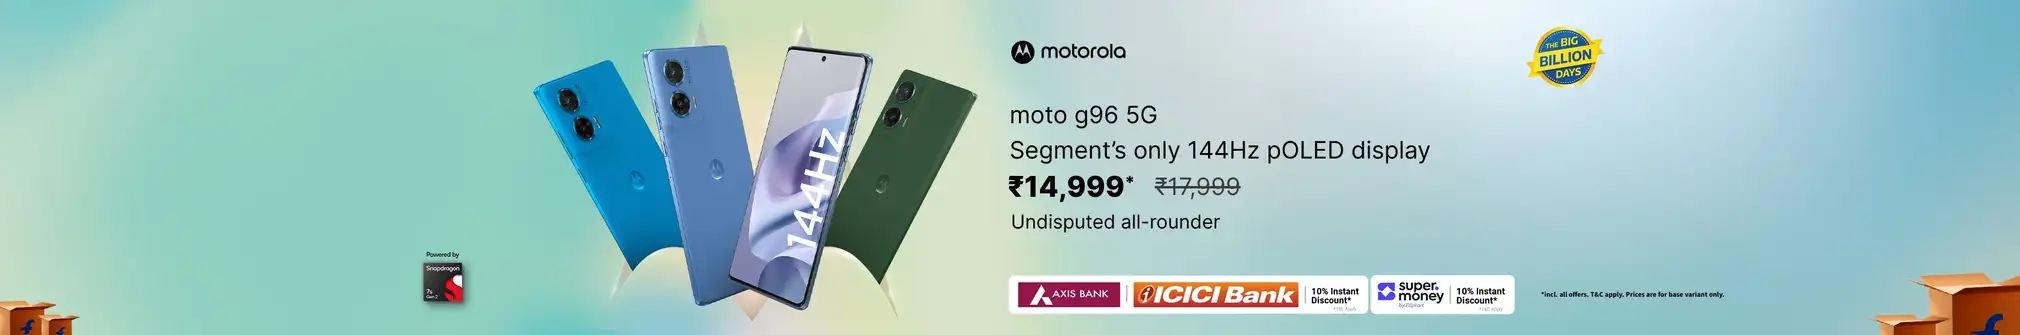 motorola
THE BIG
BILLION
DAYS
moto g96 5G
Segment's only 144Hz pOLED display
₹14,999* ₹17,999
Undisputed all-rounder
144Hz
Powered by
Snapdragon
7s
Gen 2
AXIS BANK
ICICI Bank
10% Instant
Discount*
*T&C Apply
super.
money
by Flipkart
10% Instant
Discount*
*T&C Apply
*incl. all offers. T&C apply. Prices are for base variant only.